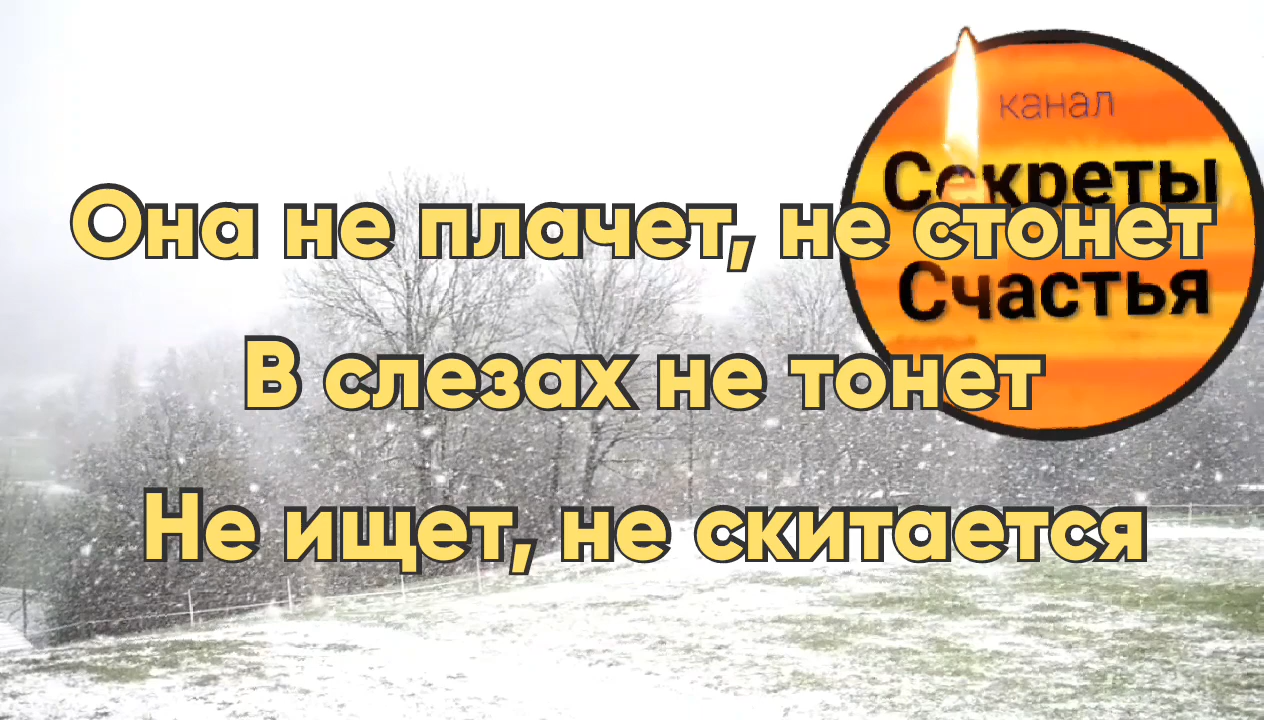 канал
Секреты
Счастья
Она не плачет, не стонет
В слезах не тонет
Не ищет, не скитается